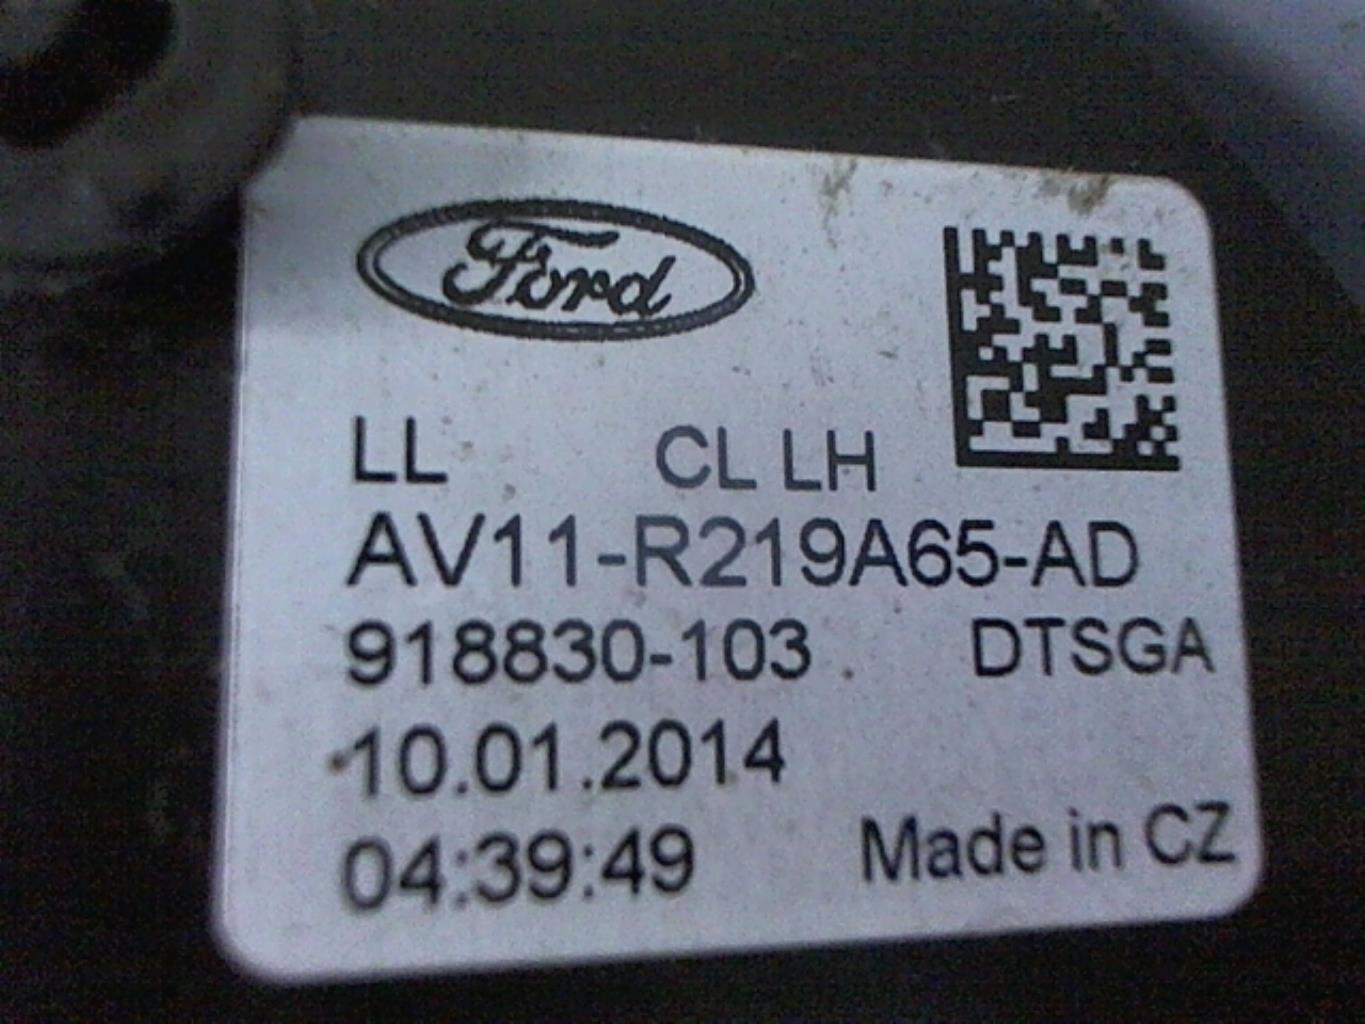 Ford
LL CL LH
AV11-R219A65-AD
918830-103 DTSGA
10.01.2014
04:39:49 Made in CZ